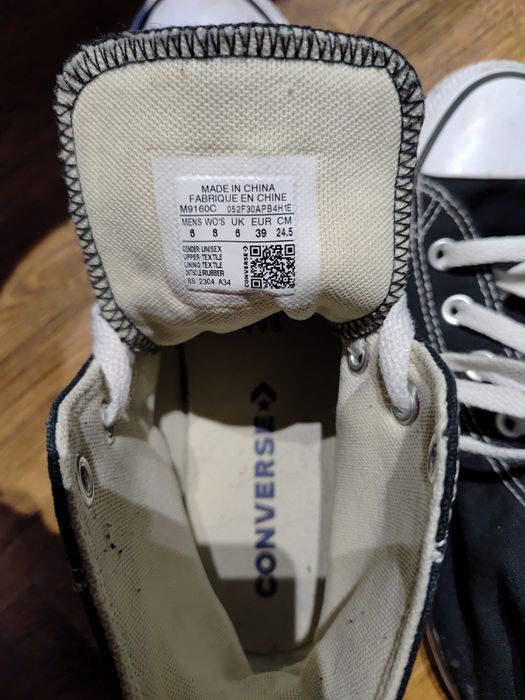 MADE IN CHINA
FABRIQUE EN CHINE
M9160C 052F30APB4H1E
MENS WO'S UK EUR CM
6 8 6 39 24.5
GENDER: UNISEX
UPPER: TEXTILE
LINING: TEXTILE
OUTSOLE:RUBBER
BS 2304 A34
CONVERSE
CONVERSE